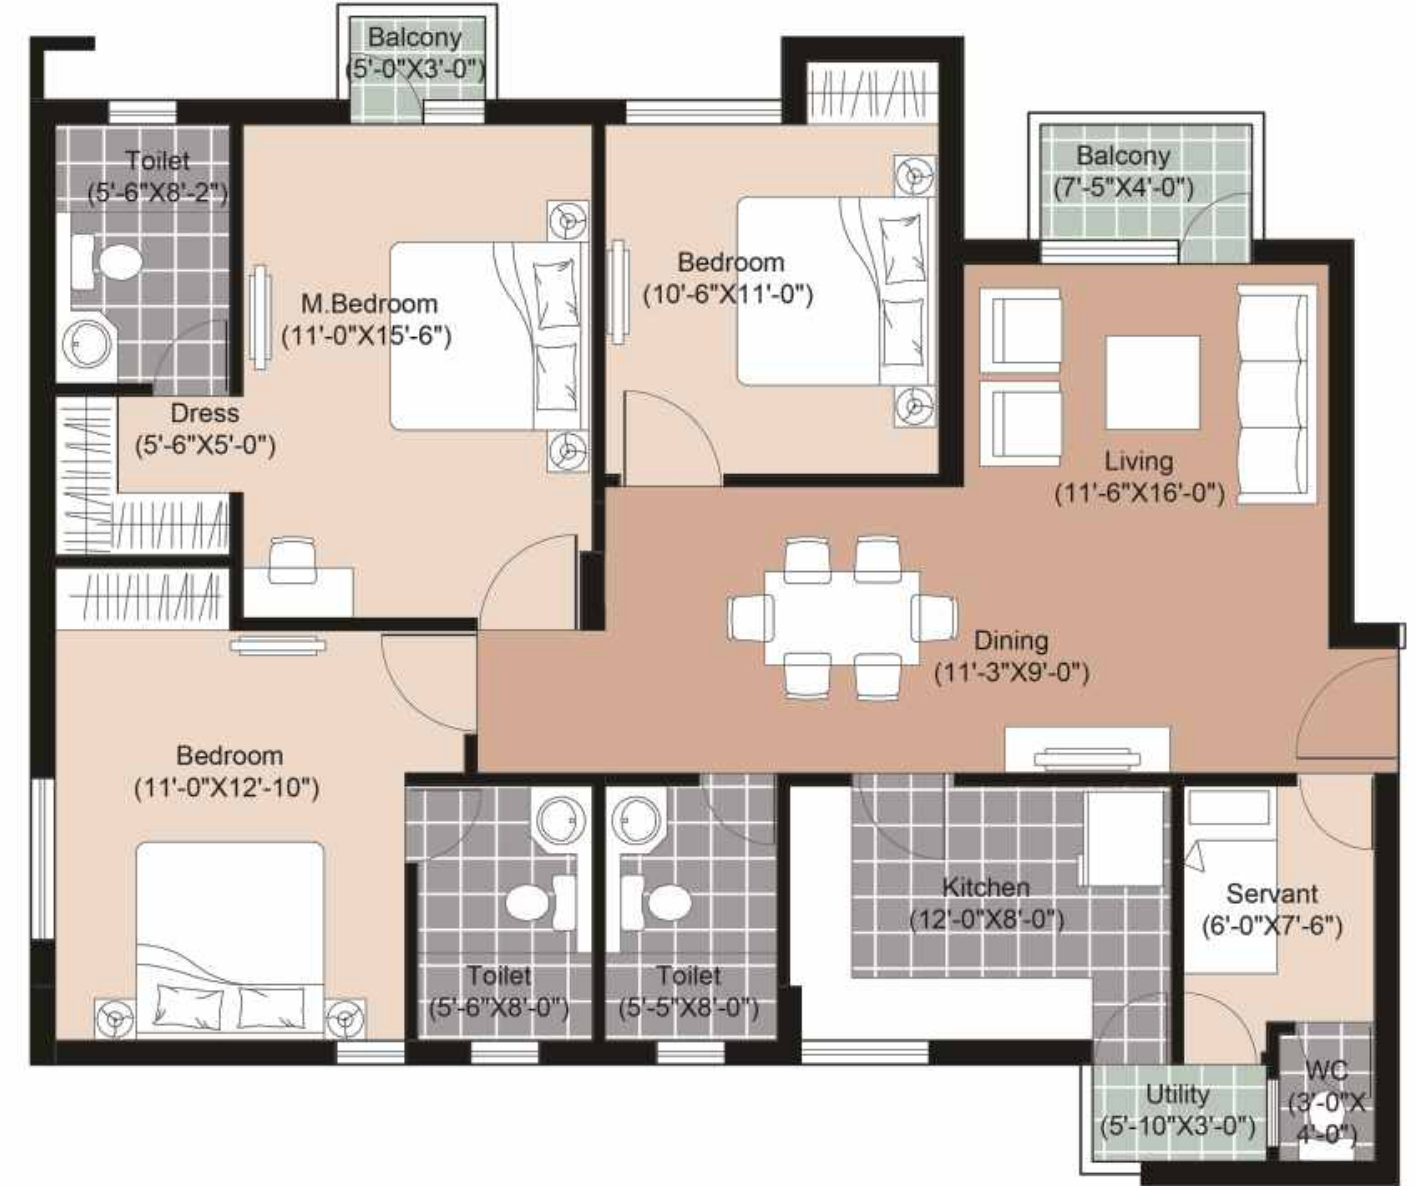 Balcony
(5'-0"X3'-0")
Toilet
(5'-6"X8'-2")
Balcony
(7'-5"X4'-0")
M.Bedroom
(11'-0"X15'-6")
Bedroom
(10'-6"X11'-0")
Dress
(5'-6"X5'-0")
Living
(11'-6"X16'-0")
Dining
(11'-3"X9'-0")
Bedroom
(11'-0"X12'-10")
Kitchen
(12'-0"X8'-0")
Servant
(6'-0"X7'-6")
Toilet
(5'-6"X8'-0")
Toilet
(5'-5"X8'-0")
Utility
(5'-10"X3'-0")
WC
(3'-0"X
4'-0")